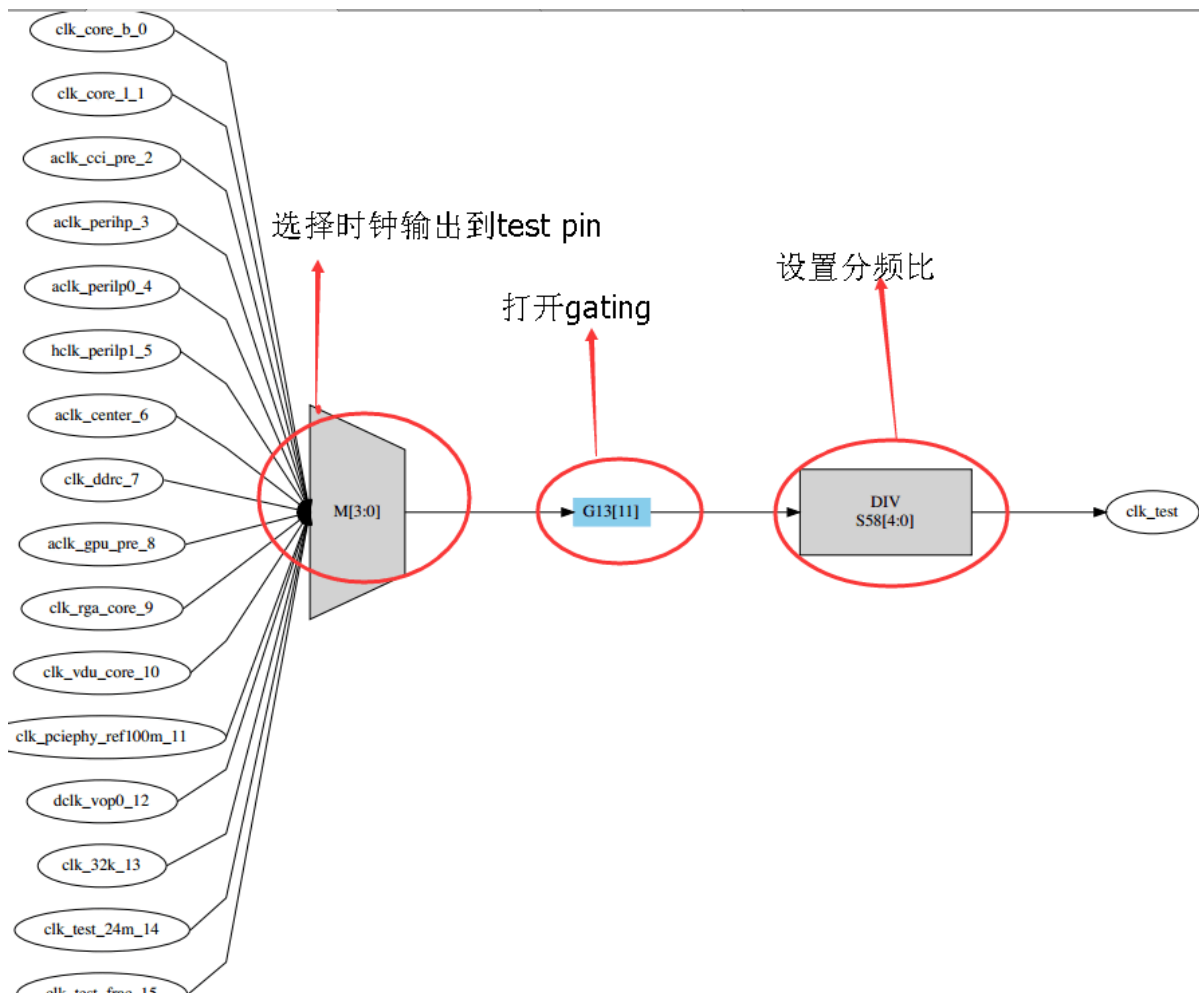 clk_core_b_0
clk_core_l_1
aclk_cci_pre_2
aclk_perihp_3
选择时钟输出到test pin
设置分频比
aclk_perilp0_4
打开gating
hclk_perilp1_5
aclk_center_6
clk_ddrc_7
M[3:0]
G13[11]
DIV
S58[4:0]
clk_test
aclk_gpu_pre_8
clk_rga_core_9
clk_vdu_core_10
clk_pciephy_ref100m_11
dclk_vop0_12
clk_32k_13
clk_test_24m_14